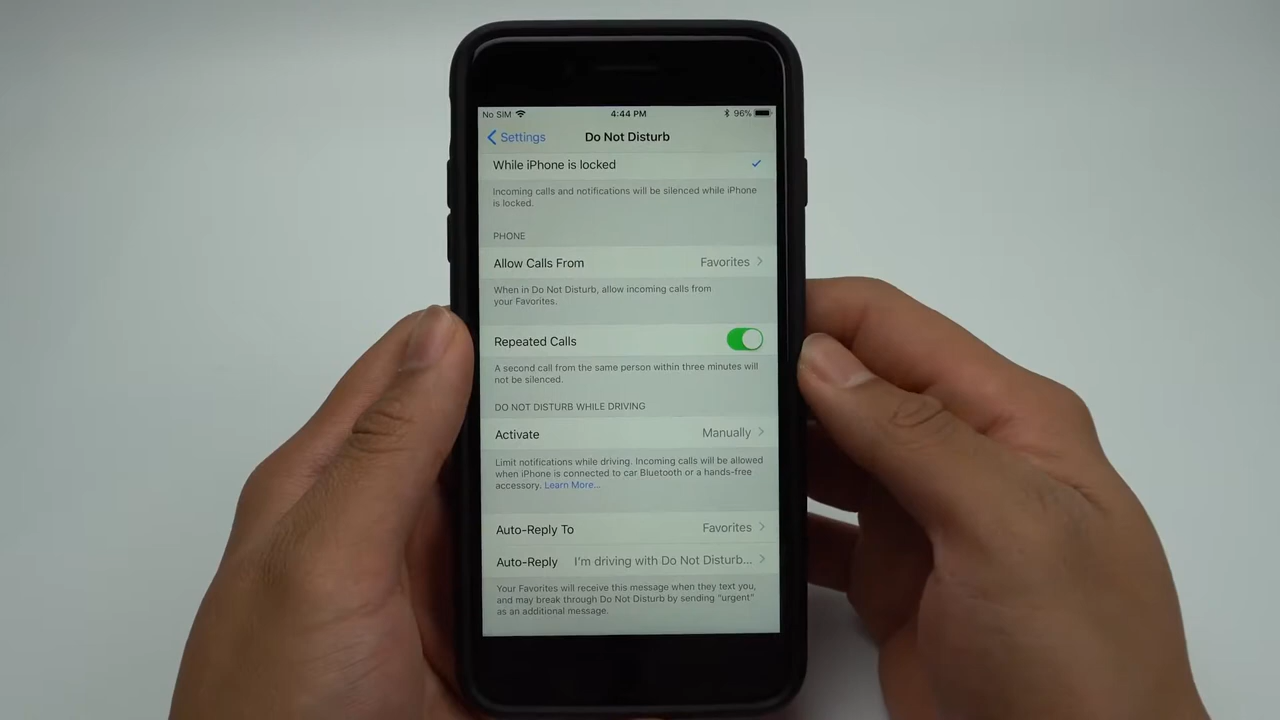 No SIM 4:44 PM 96%
Settings Do Not Disturb
While iPhone is locked
Incoming calls and notifications will be silenced while iPhone
is locked.
PHONE
Allow Calls From Favorites
When in Do Not Disturb, allow incoming calls from
your Favorites.
Repeated Calls
A second call from the same person within three minutes will
not be silenced.
DO NOT DISTURB WHILE DRIVING
Activate Manually
Limit notifications while driving. Incoming calls will be allowed
when iPhone is connected to car Bluetooth or a hands-free
accessory. Learn More...
Auto-Reply To Favorites
Auto-Reply I'm driving with Do Not Disturb...
Your Favorites will receive this message when they text you,
and may break through Do Not Disturb by sending "urgent"
as an additional message.